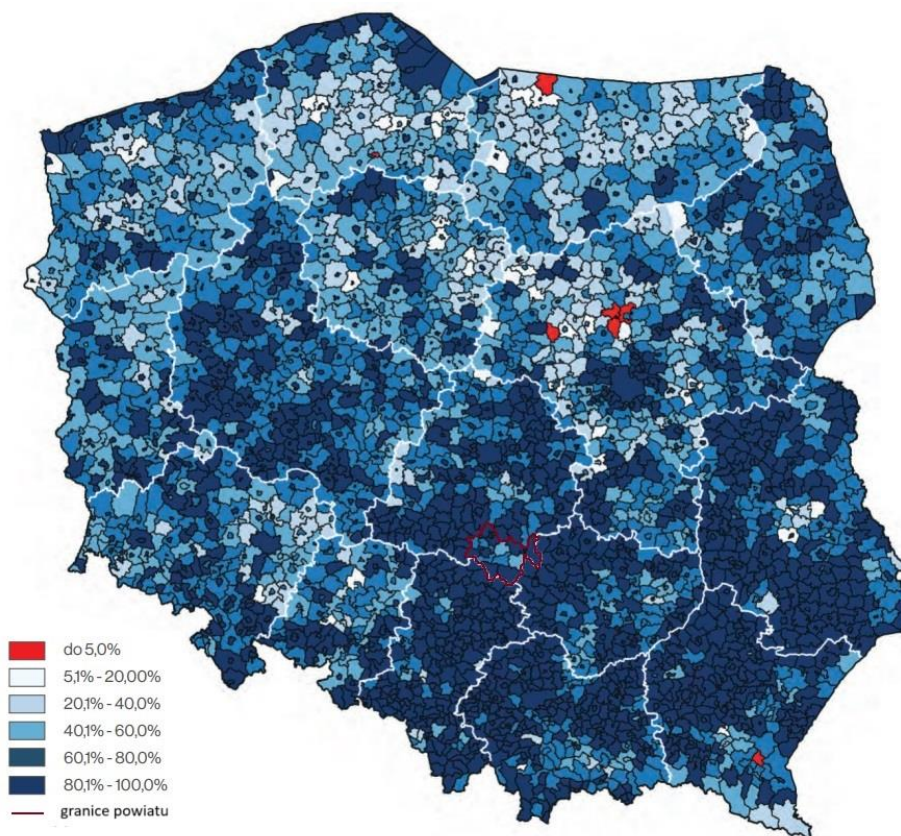 do 5,0%
5,1% - 20,00%
20,1% - 40,0%
40,1% - 60,0%
60,1% - 80,0%
80,1% - 100,0%
granice powiatu